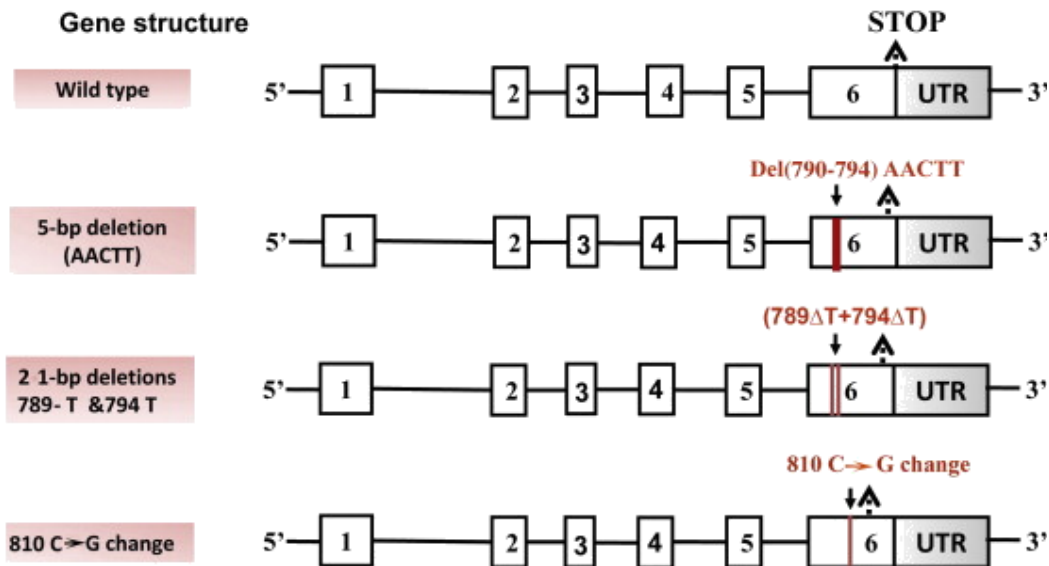 Gene structure
STOP
Wild type
5’ 1 2 3 4 5 6 UTR 3’
Del(790-794) AACTT
5-bp deletion
(AACTT)
5’ 1 2 3 4 5 6 UTR 3’
(789ΔT+794ΔT)
2 1-bp deletions
789- T &794 T
5’ 1 2 3 4 5 6 UTR 3’
810 C→ G change
810 C→G change
5’ 1 2 3 4 5 6 UTR 3’